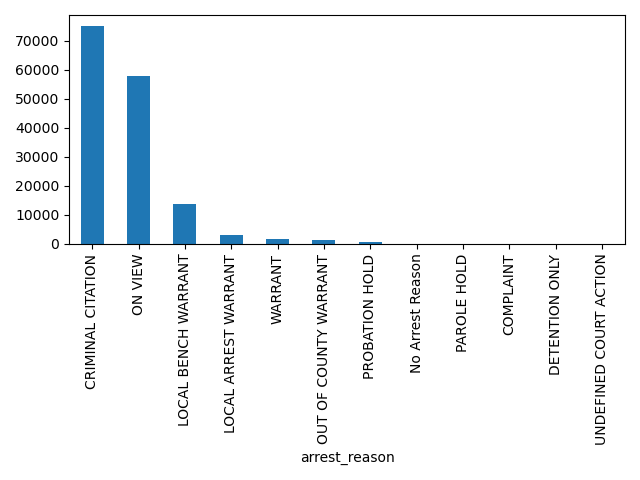 70000
60000
50000
40000
30000
20000
10000
0
CRIMINAL CITATION
ON VIEW
LOCAL BENCH WARRANT
LOCAL ARREST WARRANT
WARRANT
OUT OF COUNTY WARRANT
PROBATION HOLD
No Arrest Reason
PAROLE HOLD
COMPLAINT
DETENTION ONLY
UNDEFINED COURT ACTION
arrest_reason